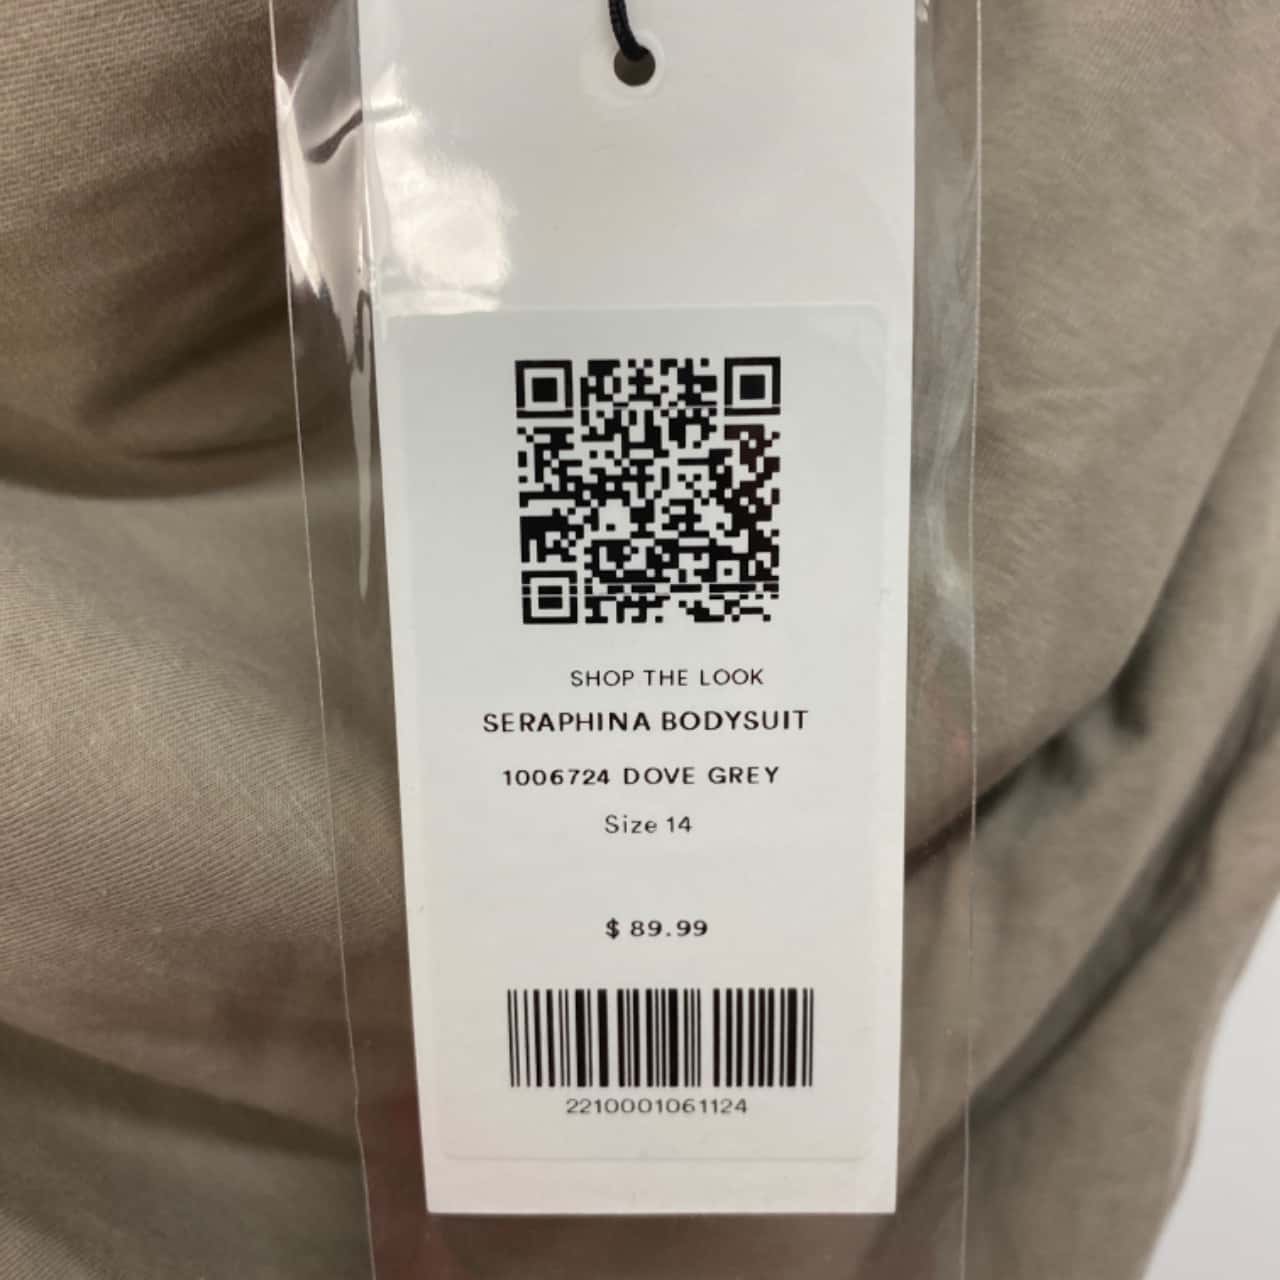 SHOP THE LOOK
SERAPHINA BODYSUIT
1006724 DOVE GREY
Size 14
$ 89.99
2210001061124